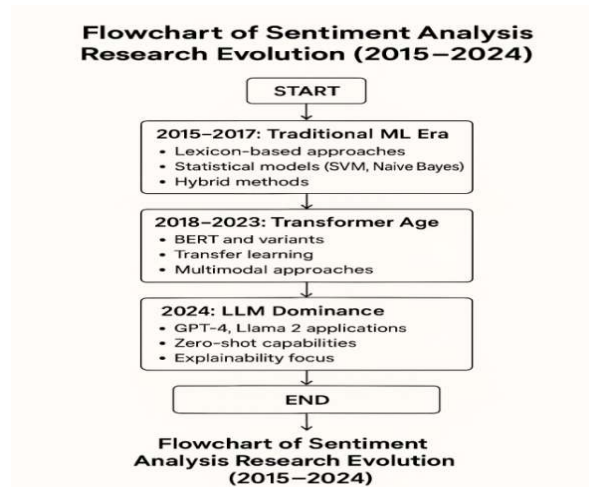 Flowchart of Sentiment Analysis
Research Evolution (2015–2024)
START
2015–2017: Traditional ML Era
• Lexicon-based approaches
• Statistical models (SVM, Naive Bayes)
• Hybrid methods
2018–2023: Transformer Age
• BERT and variants
• Transfer learning
• Multimodal approaches
2024: LLM Dominance
• GPT-4, Llama 2 applications
• Zero-shot capabilities
• Explainability focus
END
Flowchart of Sentiment
Analysis Research Evolution
(2015–2024)